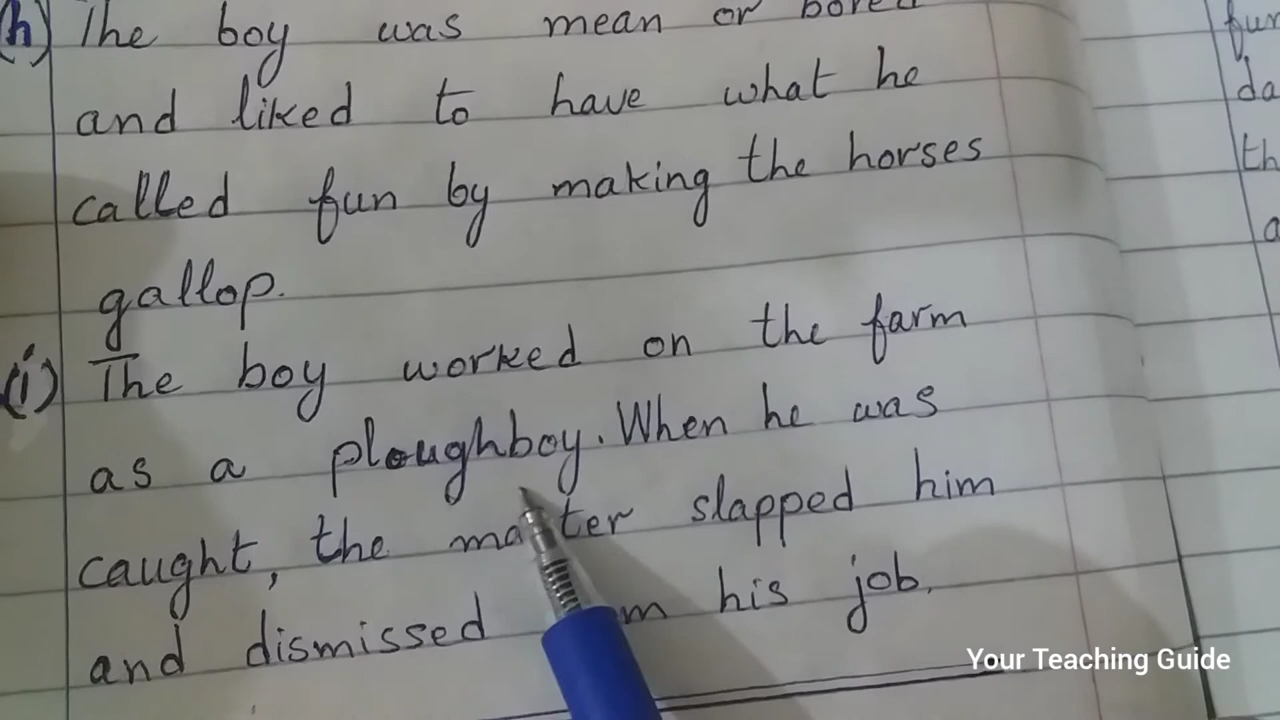 (h) The boy was mean or bored
and liked to have what he
called fun by making the horses
gallop.
(i) The boy worked on the farm
as a ploughboy. When he was
caught, the master slapped him
and dismissed his job.
Your Teaching Guide